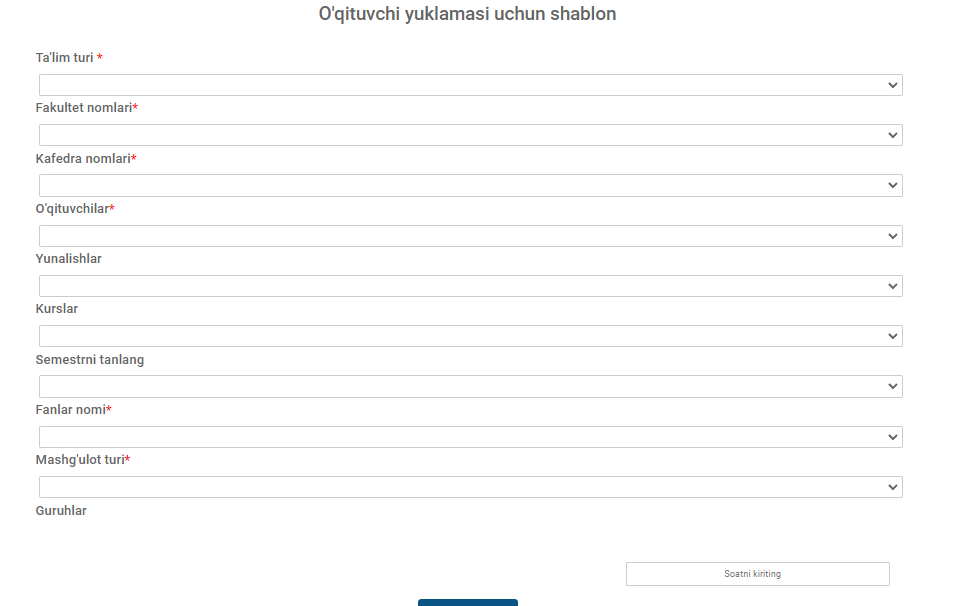 O'qituvchi yuklamasi uchun shablon
Ta'lim turi *
Fakultet nomlari*
Kafedra nomlari*
O'qituvchilar*
Yunalishlar
Kurslar
Semestrni tanlang
Fanlar nomi*
Mashg'ulot turi*
Guruhlar
Soatni kiriting